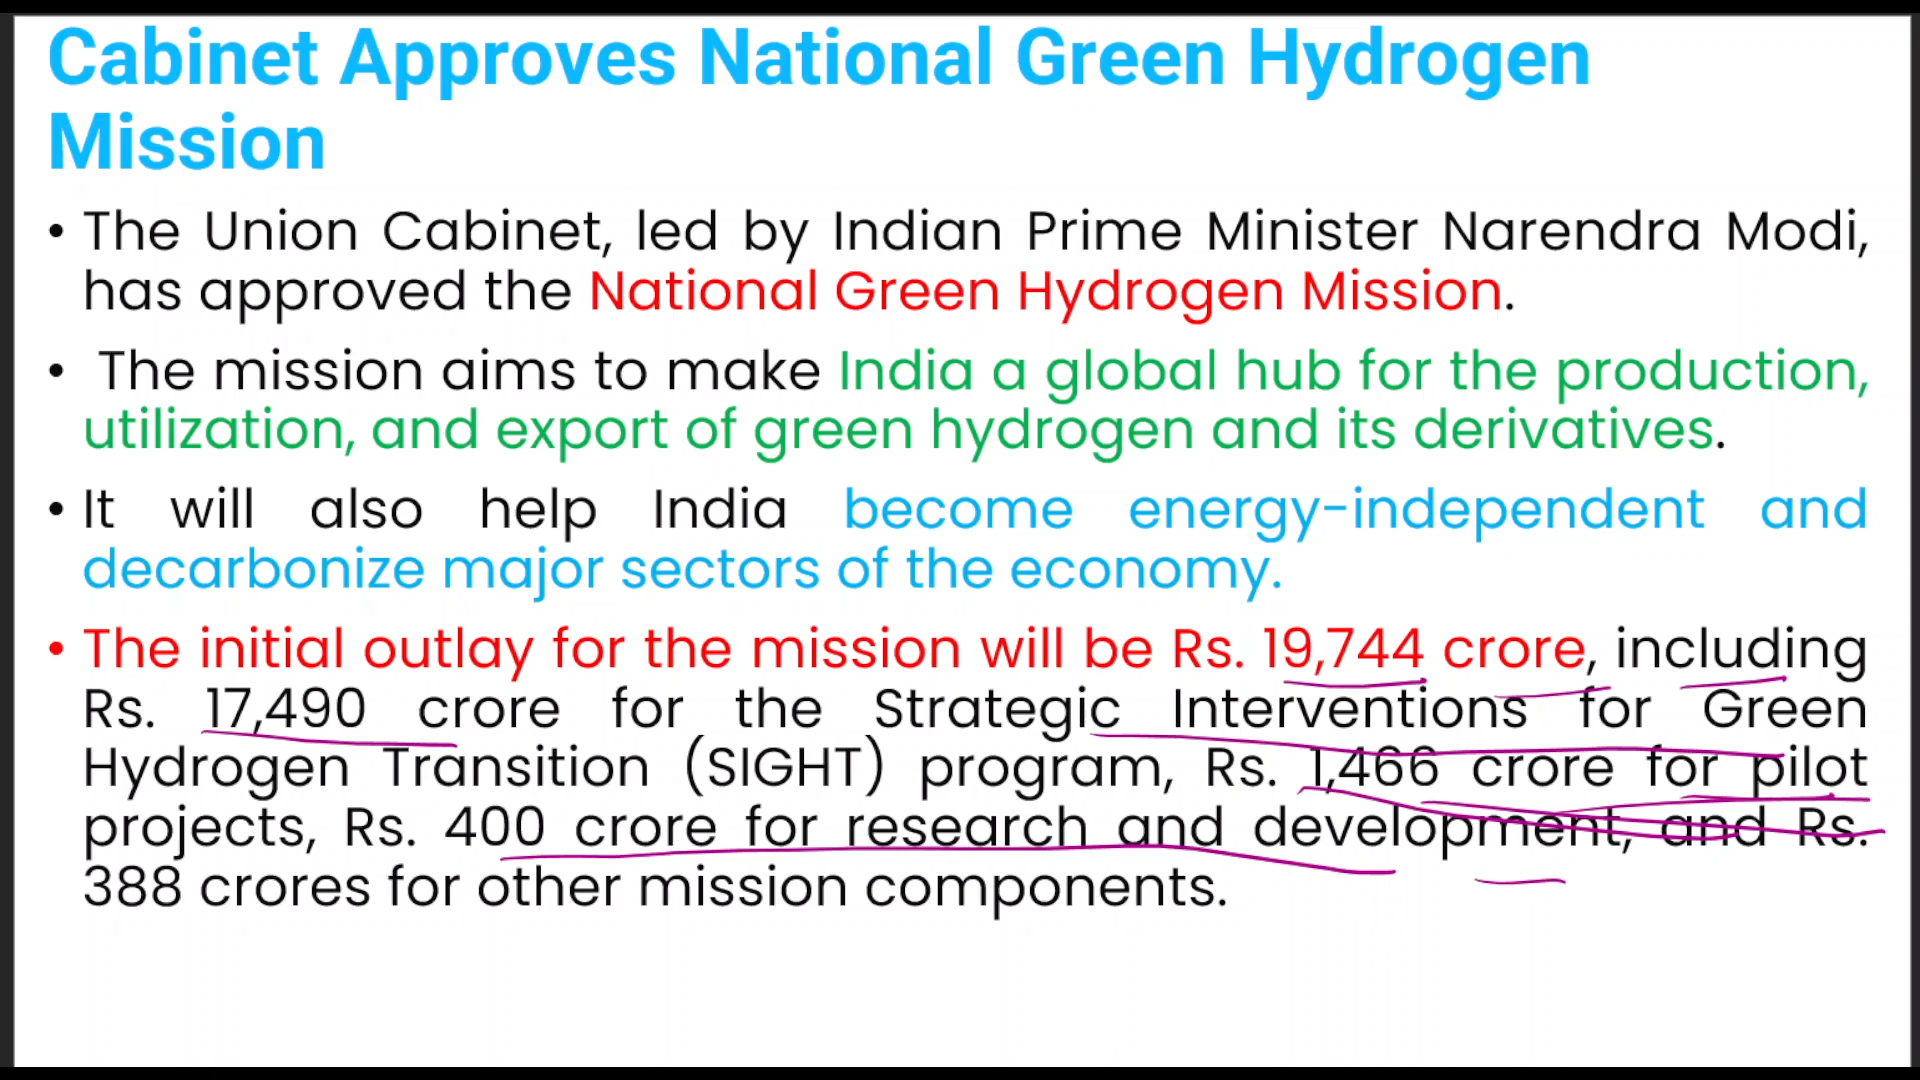 Cabinet Approves National Green Hydrogen
Mission
• The Union Cabinet, led by Indian Prime Minister Narendra Modi,
has approved the National Green Hydrogen Mission.
• The mission aims to make India a global hub for the production,
utilization, and export of green hydrogen and its derivatives.
• It will also help India become energy-independent and
decarbonize major sectors of the economy.
• The initial outlay for the mission will be Rs. 19,744 crore, including
Rs. 17,490 crore for the Strategic Interventions for Green
Hydrogen Transition (SIGHT) program, Rs. 1,466 crore for pilot
projects, Rs. 400 crore for research and development, and Rs.
388 crores for other mission components.